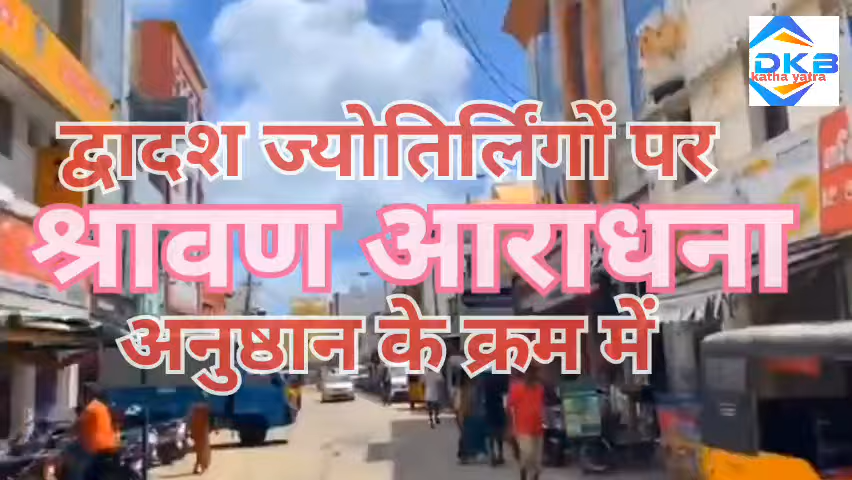 DKB
katha yatra
द्वादश ज्योतिर्लिंगों पर
श्रावण आराधना
अनुष्ठान के क्रम में